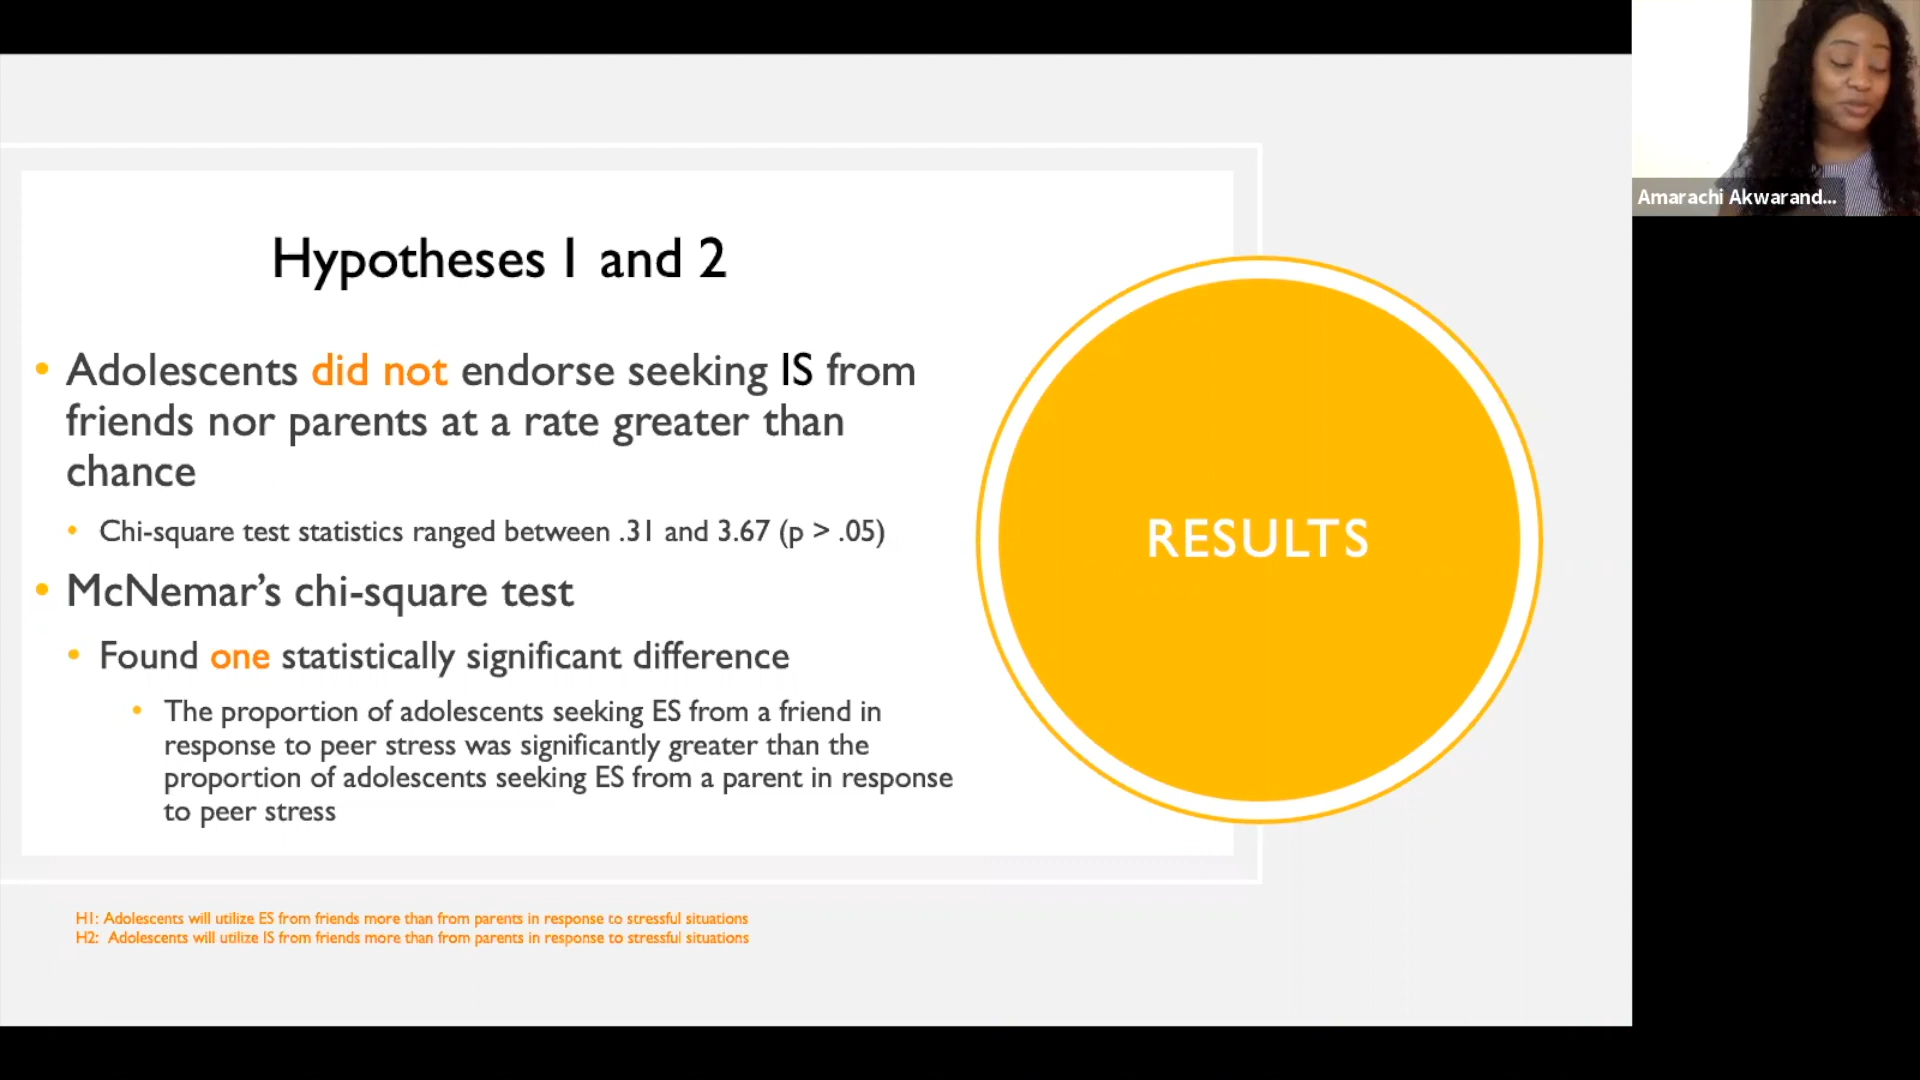 Hypotheses 1 and 2
• Adolescents did not endorse seeking IS from
friends nor parents at a rate greater than
chance
• Chi-square test statistics ranged between .31 and 3.67 (p > .05)
• McNemar’s chi-square test
• Found one statistically significant difference
• The proportion of adolescents seeking ES from a friend in
response to peer stress was significantly greater than the
proportion of adolescents seeking ES from a parent in response
to peer stress
RESULTS
H1: Adolescents will utilize ES from friends more than from parents in response to stressful situations
H2: Adolescents will utilize IS from friends more than from parents in response to stressful situations
Amarachi Akwarand...